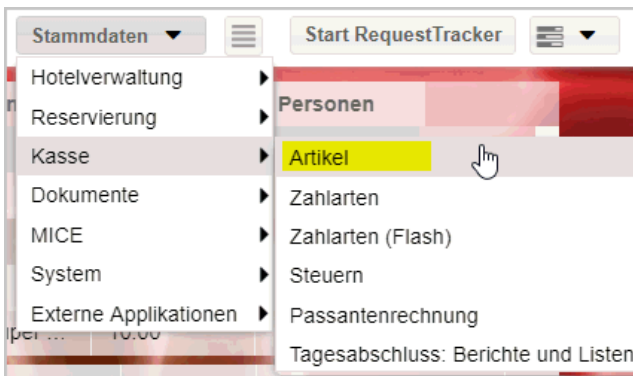 Stammdaten
Start RequestTracker
Hotelverwaltung
Personen
Reservierung
Kasse
Artikel
Dokumente
Zahlarten
MICE
Zahlarten (Flash)
System
Steuern
Externe Applikationen
Passantenrechnung
10.00
Tagesabschluss: Berichte und Listen